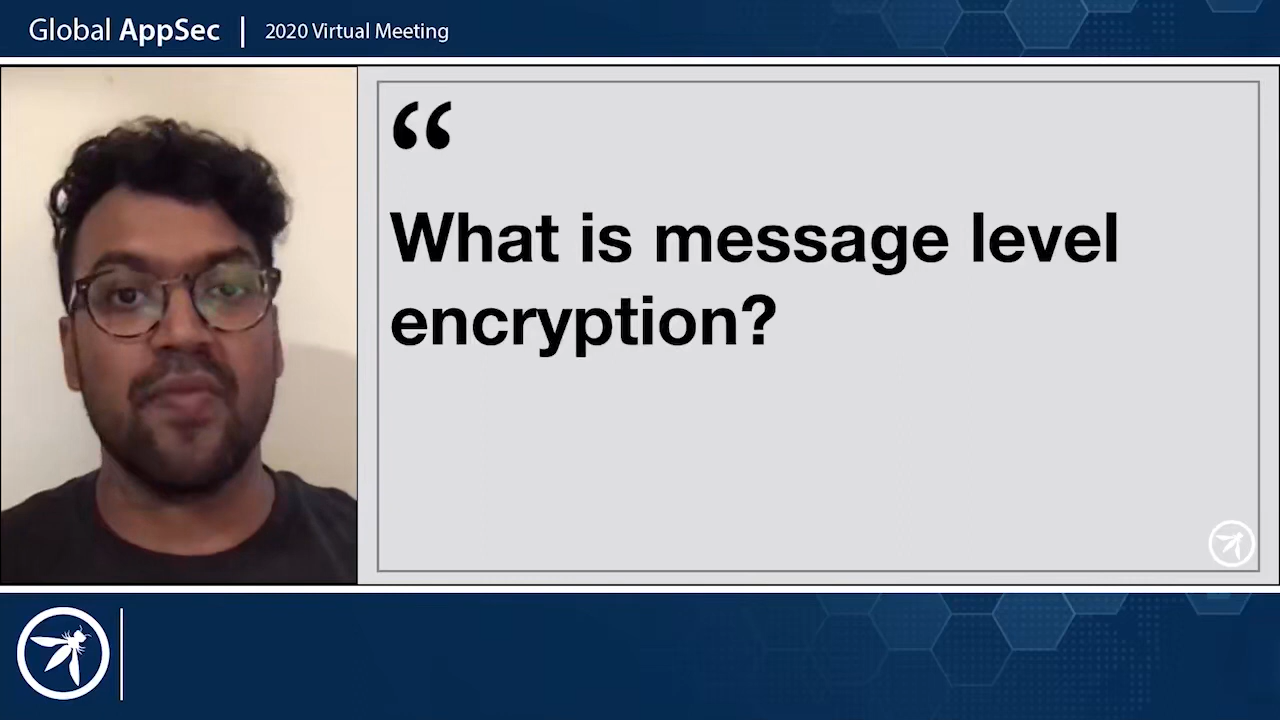 Global AppSec | 2020 Virtual Meeting
“
What is message level
encryption?